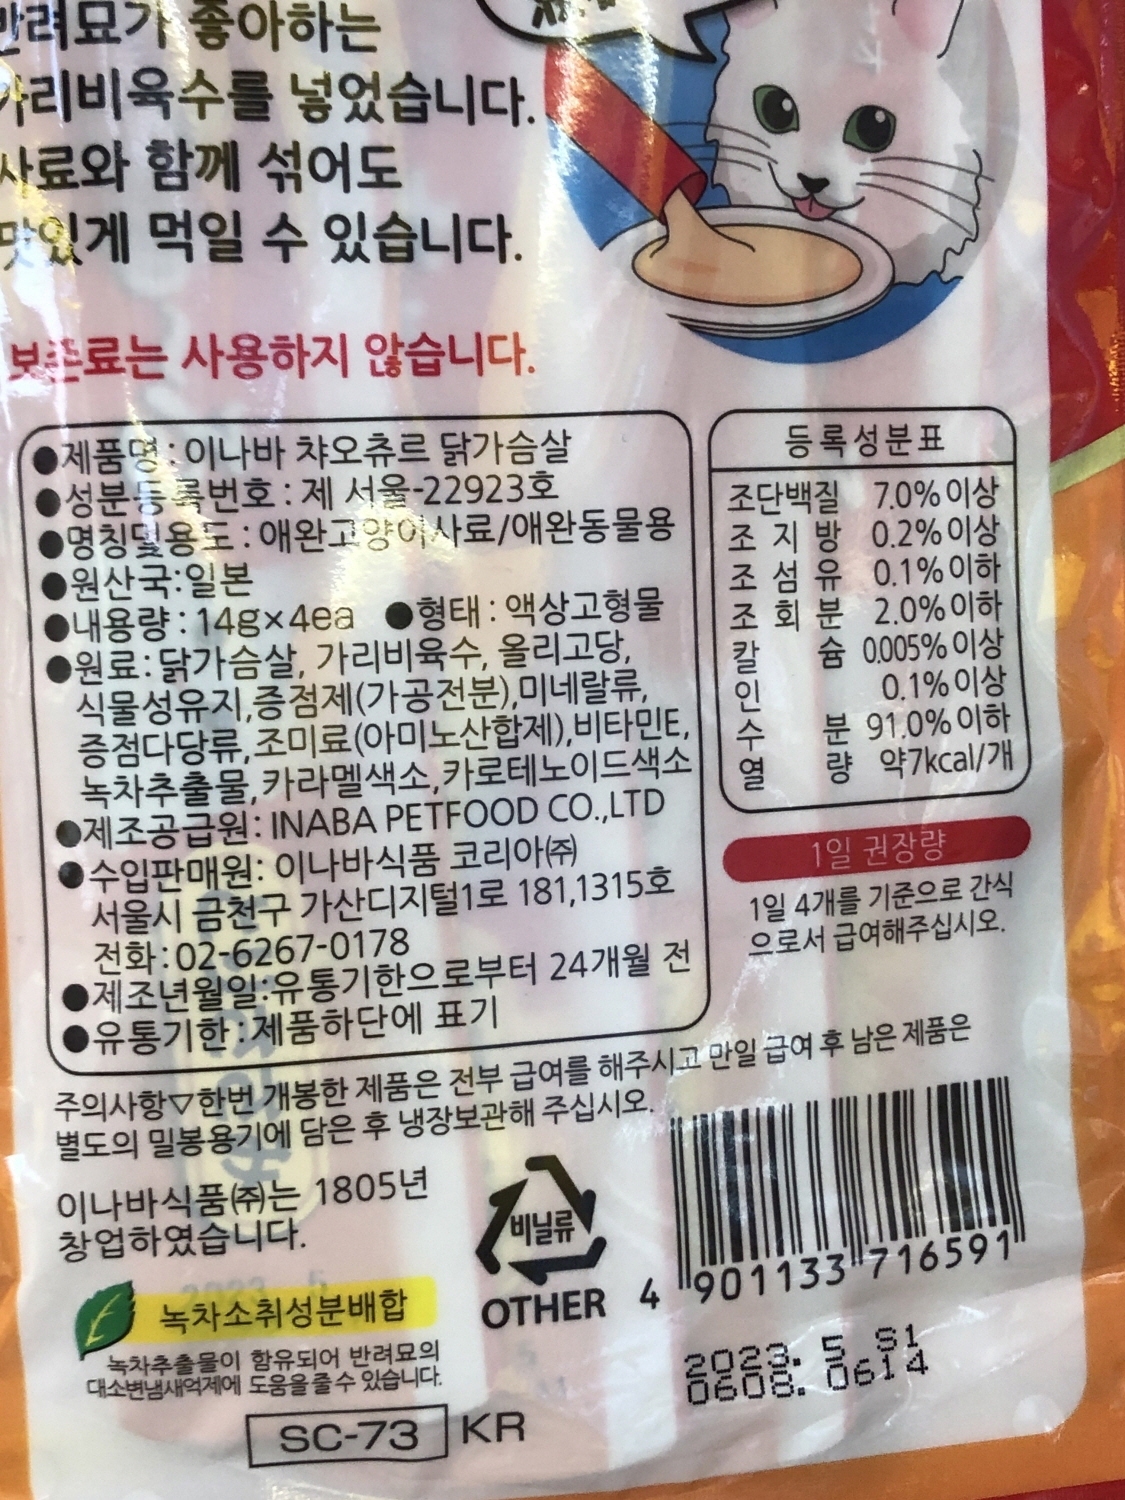 반려묘가 좋아하는
가리비육수를 넣었습니다.
사료와 함께 섞어도
맛있게 먹일 수 있습니다.
보존료는 사용하지 않습니다.
●제품명 : 이나바 챠오츄르 닭가슴살
●성분등록번호 : 제 서울-22923호
●명칭및용도 : 애완고양이사료/애완동물용
●원산국:일본
●내용량 : 14g×4ea ●형태 : 액상고형물
●원료 : 닭가슴살, 가리비육수, 올리고당,
식물성유지,증점제(가공전분),미네랄류,
증점다당류,조미료(아미노산합제),비타민E,
녹차추출물,카라멜색소,카로테노이드색소
●제조공급원: INABA PETFOOD CO.,LTD
●수입판매원: 이나바식품 코리아㈜
서울시 금천구 가산디지털1로 181,1315호
전화 : 02-6267-0178
●제조년월일:유통기한으로부터 24개월 전
●유통기한 : 제품하단에 표기
등록성분표
조단백질 7.0% 이상
조지방 0.2% 이상
조섬유 0.1% 이하
조회분 2.0% 이하
칼슘 0.005% 이상
인 0.1% 이상
수분 91.0% 이하
열량 약7kcal/개
1일 권장량
1일 4개를 기준으로 간식
으로서 급여해주십시오.
주의사항▽한번 개봉한 제품은 전부 급여를 해주시고 만일 급여 후 남은 제품은
별도의 밀봉용기에 담은 후 냉장보관해 주십시오.
이나바식품㈜는 1805년
창업하였습니다.
비닐류
OTHER
4 901133 716591
녹차소취성분배합
녹차추출물이 함유되어 반려묘의
대소변냄새억제에 도움을 줄 수 있습니다.
2023. 5 S1
0608. 0614
SC-73 KR